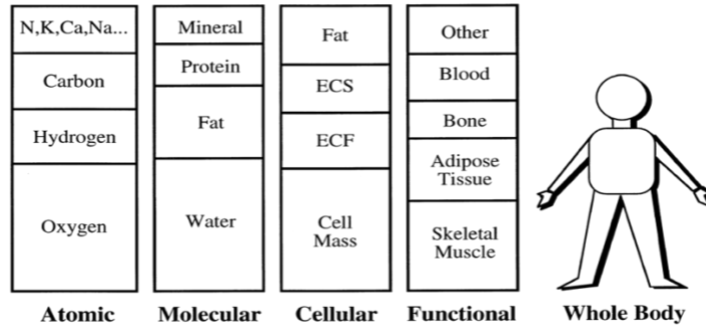 N,K,Ca,Na...
Carbon
Hydrogen
Oxygen
Atomic
Mineral
Protein
Fat
Water
Molecular
Fat
ECS
ECF
Cell
Mass
Cellular
Other
Blood
Bone
Adipose
Tissue
Skeletal
Muscle
Functional
Whole Body